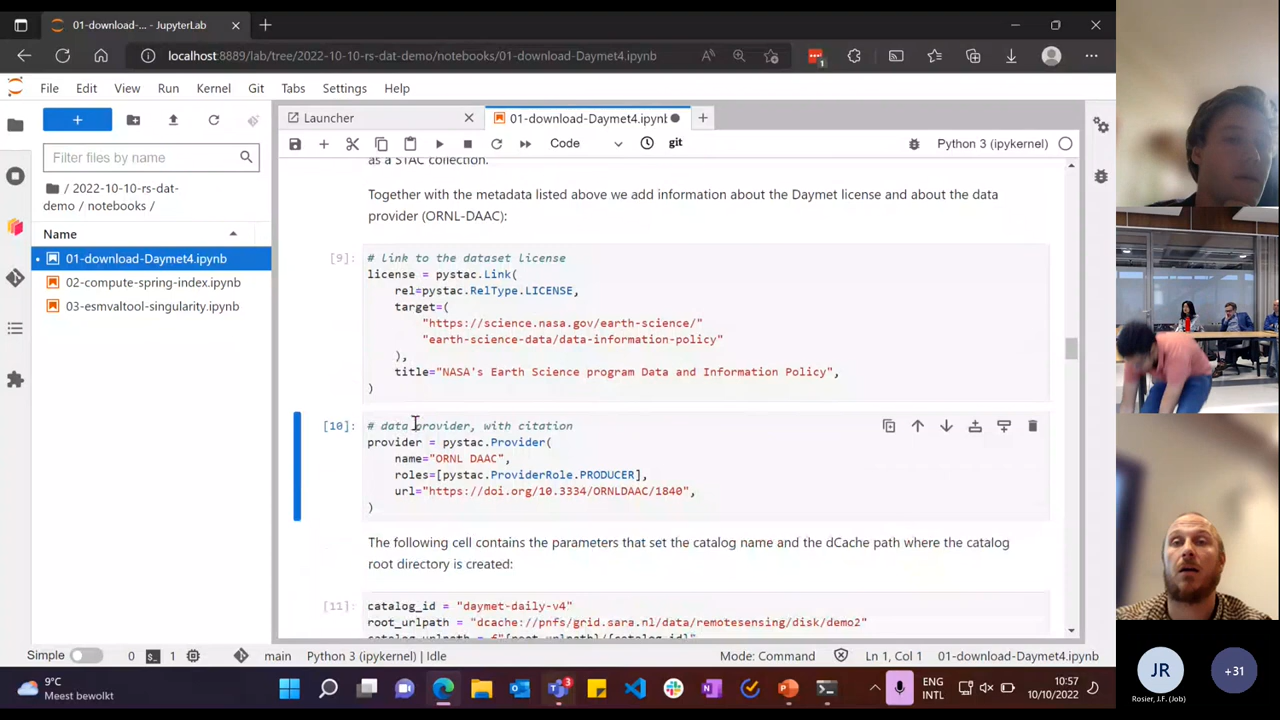 01-download-... - JupyterLab
localhost:8889/lab/tree/2022-10-10-rs-dat-demo/notebooks/01-download-Daymet4.ipynb
1
File Edit View Run Kernel Git Tabs Settings Help
Launcher
01-download-Daymet4.ipynb
Filter files by name
Code
git
Python 3 (ipykernel)
/ 2022-10-10-rs-dat-
demo / notebooks /
Name
01-download-Daymet4.ipynb
02-compute-spring-index.ipynb
03-esmvaltool-singularity.ipynb
as a STAC collection.
Together with the metadata listed above we add information about the Daymet license and about the data
provider (ORNL-DAAC):
[9]:
# Link to the dataset license
license = pystac.Link(
rel=pystac.RelType.LICENSE,
target=(
"https://science.nasa.gov/earth-science/"
"earth-science-data/data-information-policy"
),
title="NASA's Earth Science program Data and Information Policy",
)
[10]:
# data provider, with citation
provider = pystac.Provider(
name="ORNL DAAC",
roles=[pystac.ProviderRole.PRODUCER],
url="https://doi.org/10.3334/ORNLDAAC/1840",
)
The following cell contains the parameters that set the catalog name and the dCache path where the catalog
root directory is created:
[11]:
catalog_id = "daymet-daily-v4"
root_urlpath = "dcache://pnfs/grid.sara.nl/data/remotesensing/disk/demo2"
catalog_urlpath = f"{root_urlpath}/{catalog_id}"
Simple 0 1 main Python 3 (ipykernel) | Idle Mode: Command Ln 1, Col 1 01-download-Daymet4.ipynb
9°C
Meest bewolkt
3
ENG
INTL
10:57
10/10/2022
JR
+31
Rosier, J.F. (Job)